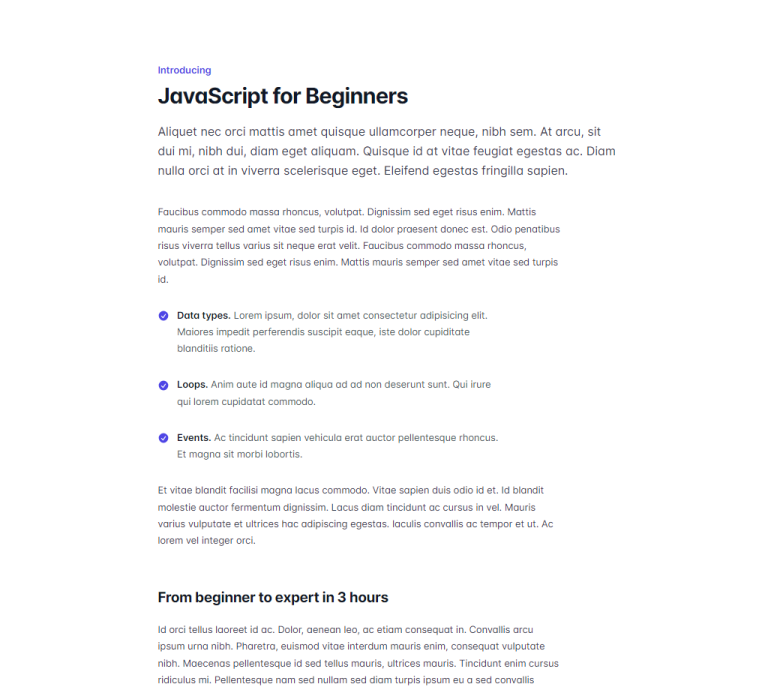 Introducing
JavaScript for Beginners
Aliquet nec orci mattis amet quisque ullamcorper neque, nibh sem. At arcu, sit
dui mi, nibh dui, diam eget aliquam. Quisque id at vitae feugiat egestas ac. Diam
nulla orci at in viverra scelerisque eget. Eleifend egestas fringilla sapien.
Faucibus commodo massa rhoncus, volutpat. Dignissim sed eget risus enim. Mattis
mauris semper sed amet vitae sed turpis id. Id dolor praesent donec est. Odio penatibus
risus viverra tellus varius sit neque erat velit. Faucibus commodo massa rhoncus,
volutpat. Dignissim sed eget risus enim. Mattis mauris semper sed amet vitae sed turpis
id.
Data types. Lorem ipsum, dolor sit amet consectetur adipisicing elit.
Maiores impedit perferendis suscipit eaque, iste dolor cupiditate
blanditiis ratione.
Loops. Anim aute id magna aliqua ad ad non deserunt sunt. Qui irure
qui lorem cupidatat commodo.
Events. Ac tincidunt sapien vehicula erat auctor pellentesque rhoncus.
Et magna sit morbi lobortis.
Et vitae blandit facilisi magna lacus commodo. Vitae sapien duis odio id et. Id blandit
molestie auctor fermentum dignissim. Lacus diam tincidunt ac cursus in vel. Mauris
varius vulputate et ultrices hac adipiscing egestas. Iaculis convallis ac tempor et ut. Ac
lorem vel integer orci.
From beginner to expert in 3 hours
Id orci tellus laoreet id ac. Dolor, aenean leo, ac etiam consequat in. Convallis arcu
ipsum urna nibh. Pharetra, euismod vitae interdum mauris enim, consequat vulputate
nibh. Maecenas pellentesque id sed tellus mauris, ultrices mauris. Tincidunt enim cursus
ridiculus mi. Pellentesque nam sed nullam sed diam turpis ipsum eu a sed convallis